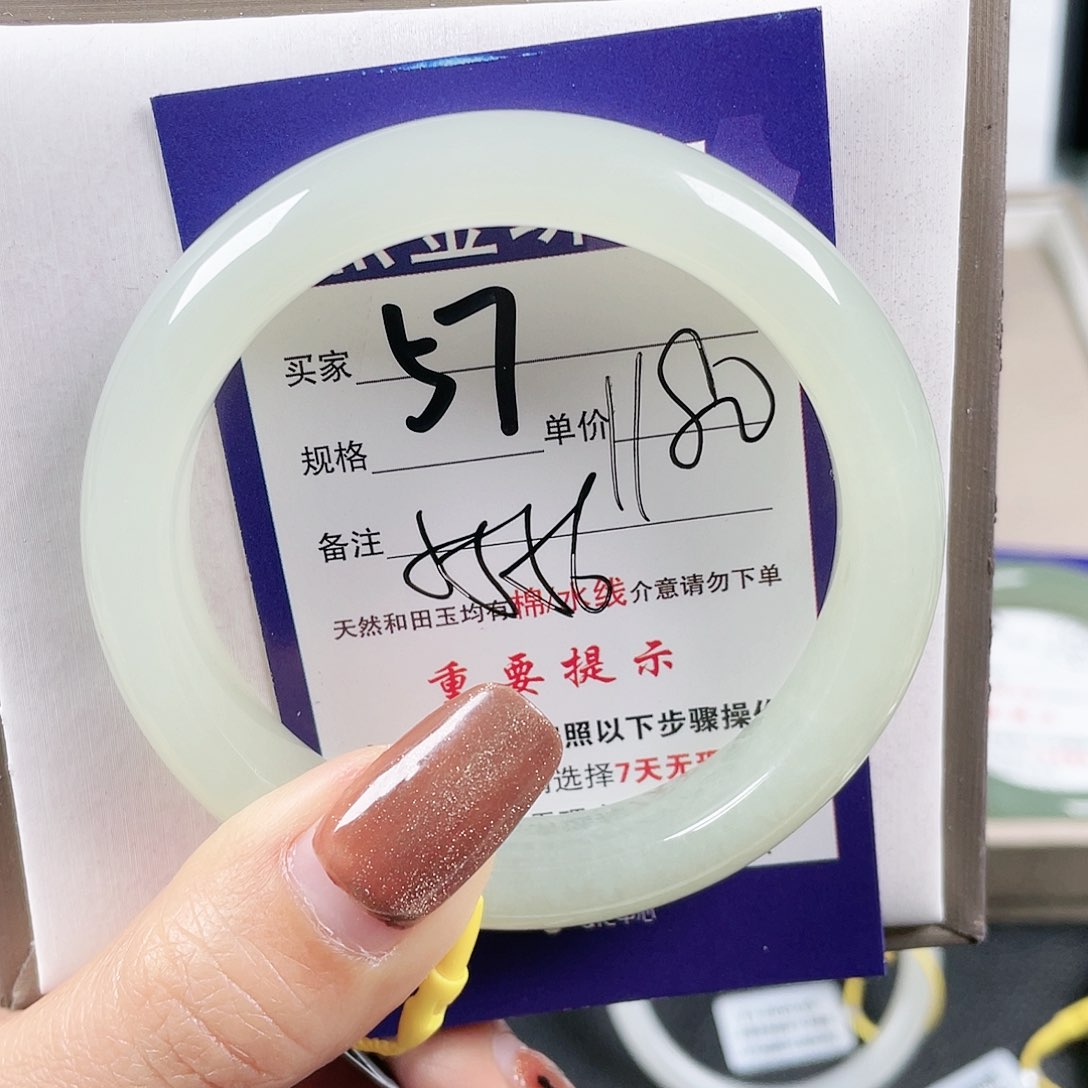 买家 57
规格 单价 1180
备注
天然和田玉均有棉/水线介意请勿下单
重要提示
照以下步骤操作
选择7天无理